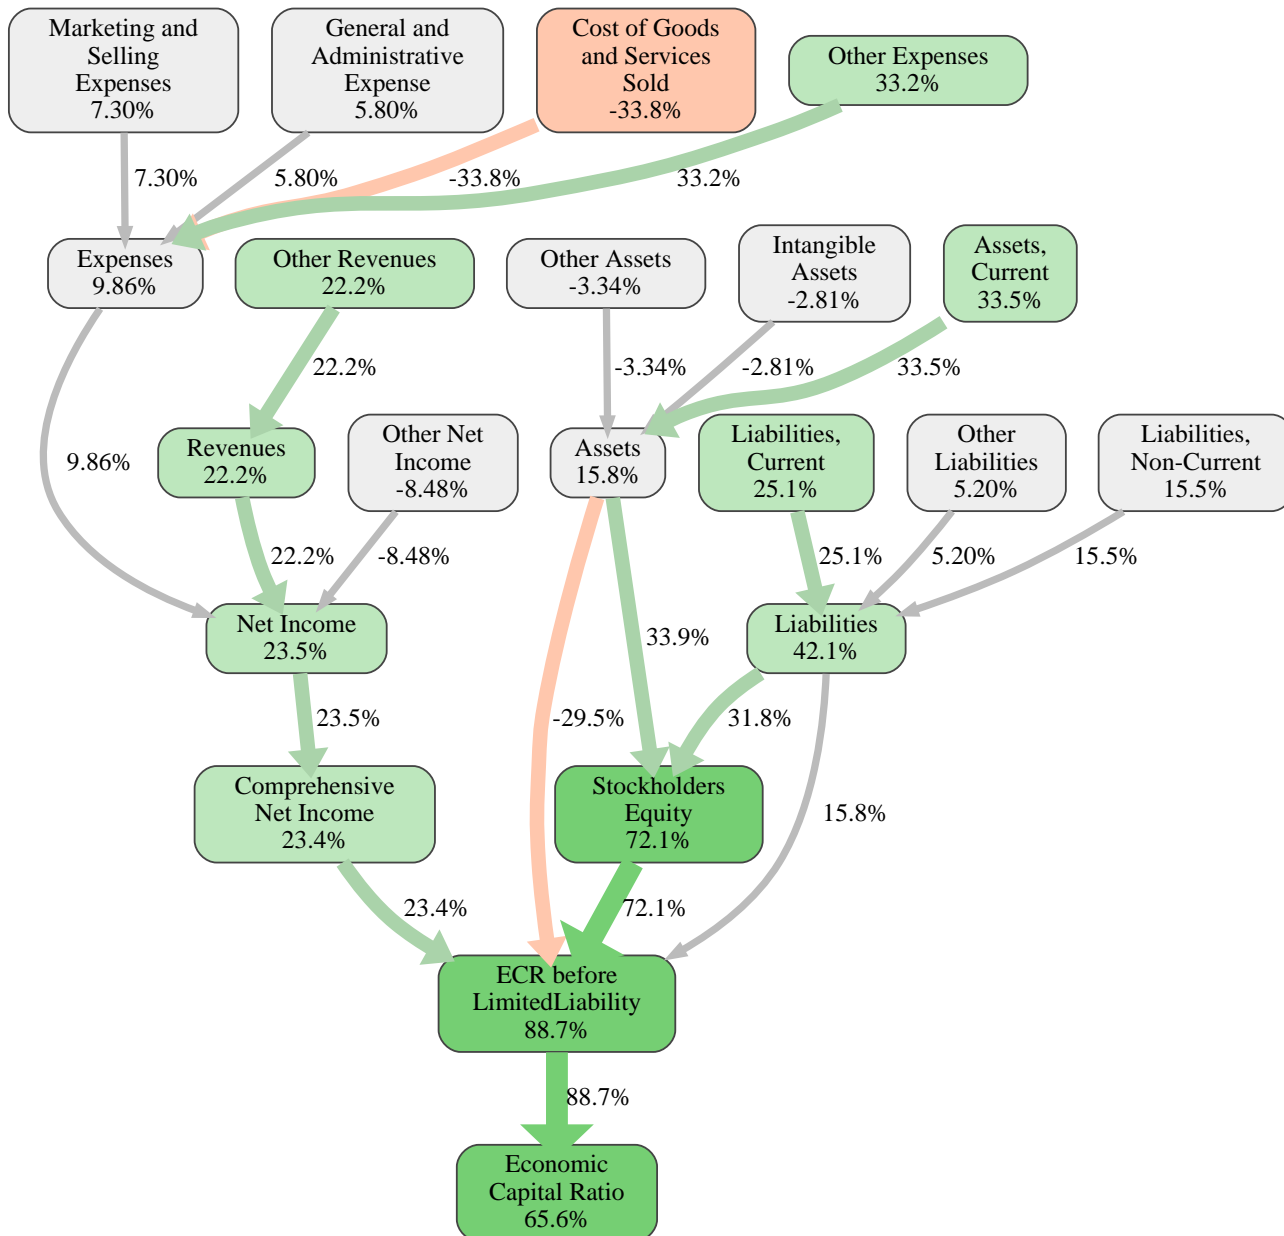 Marketing and
Selling
Expenses
7.30%
General and
Administrative
Expense
5.80%
Cost of Goods
and Services
Sold
-33.8%
Other Expenses
33.2%
7.30%
5.80%
-33.8%
33.2%
Expenses
9.86%
Other Revenues
22.2%
Other Assets
-3.34%
Intangible
Assets
-2.81%
Assets,
Current
33.5%
22.2%
-3.34%
-2.81%
33.5%
9.86%
Revenues
22.2%
Other Net
Income
-8.48%
Assets
15.8%
Liabilities,
Current
25.1%
Other
Liabilities
5.20%
Liabilities,
Non-Current
15.5%
22.2%
-8.48%
25.1%
5.20%
15.5%
Net Income
23.5%
33.9%
Liabilities
42.1%
23.5%
-29.5%
31.8%
Comprehensive
Net Income
23.4%
Stockholders
Equity
72.1%
15.8%
23.4%
72.1%
ECR before
LimitedLiability
88.7%
88.7%
Economic
Capital Ratio
65.6%